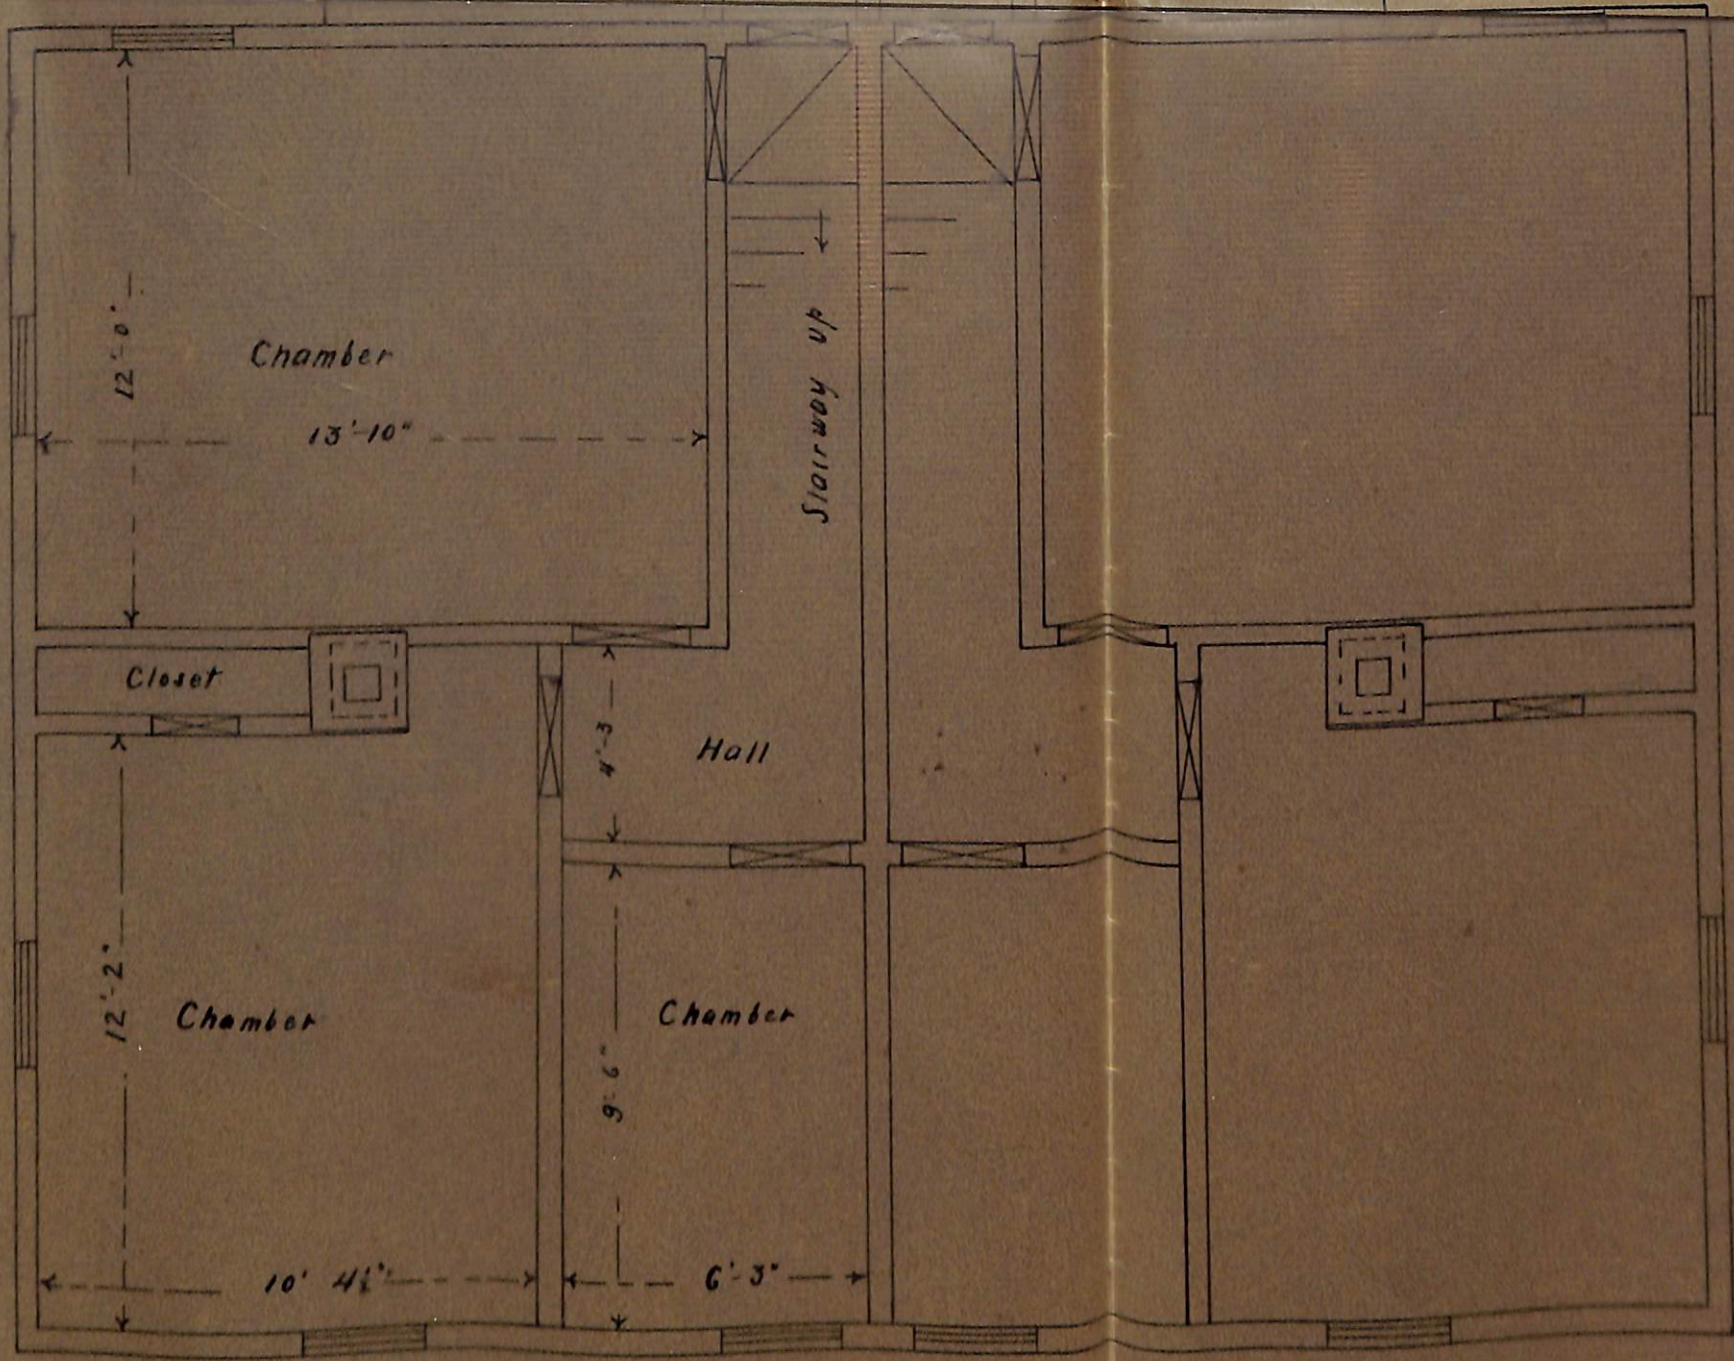 12'-0"
Chamber
13'-10"
Stairway up
Closet
4'-3
Hall
12'-2"
Chamber
Chamber
9'-6"
10' 4½"
6'-3"